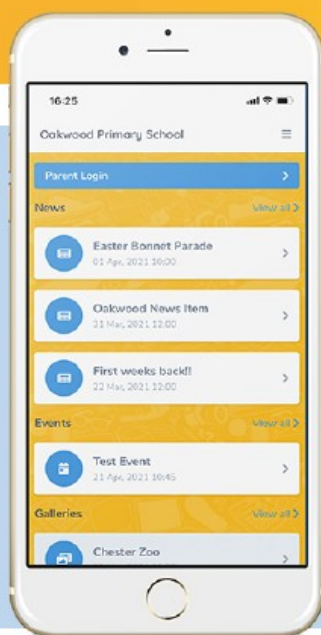 16:25
Oakwood Primary School
Parent Login
News
View all
Easter Bonnet Parade
01 Apr, 2021 10:00
Oakwood News Item
31 Mar, 2021 12:00
First weeks back!!
22 Mar, 2021 12:00
Events
View all
Test Event
21 Apr, 2021 10:45
Galleries
View all
Chester Zoo